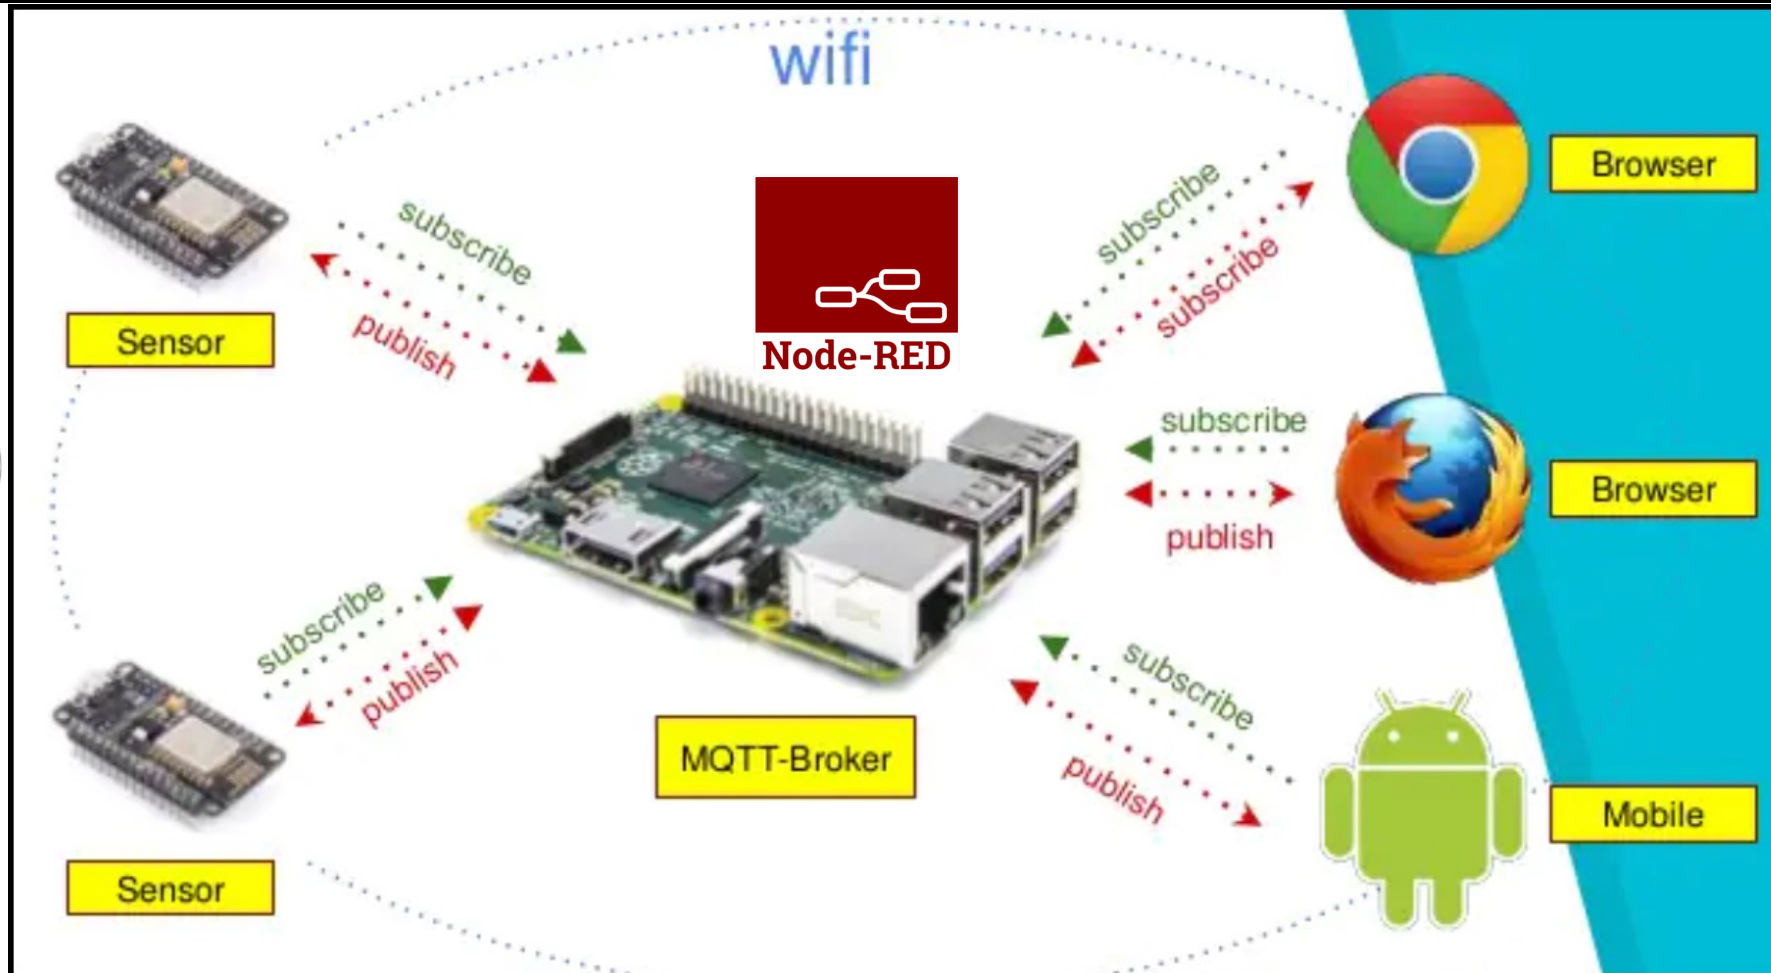 wifi
Browser
subscribe
subscribe
subscribe
publish
Sensor
Node-RED
subscribe
publish
Browser
subscribe
publish
subscribe
publish
MQTT-Broker
Mobile
Sensor